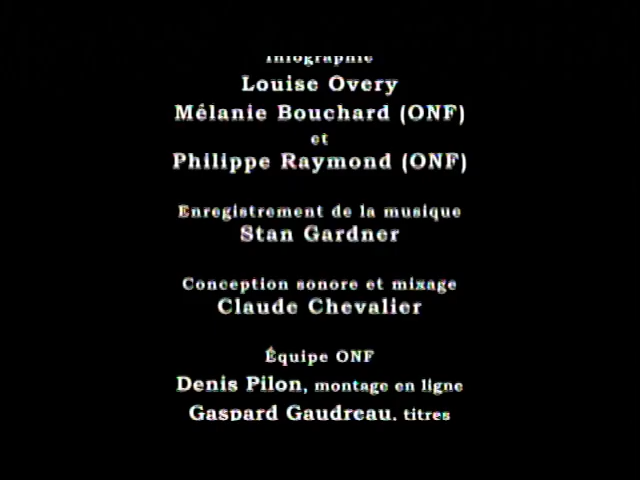 Infographie
Louise Overy
Mélanie Bouchard (ONF)
et
Philippe Raymond (ONF)
Enregistrement de la musique
Stan Gardner
Conception sonore et mixage
Claude Chevalier
Équipe ONF
Denis Pilon, montage en ligne
Gaspard Gaudreau, titres